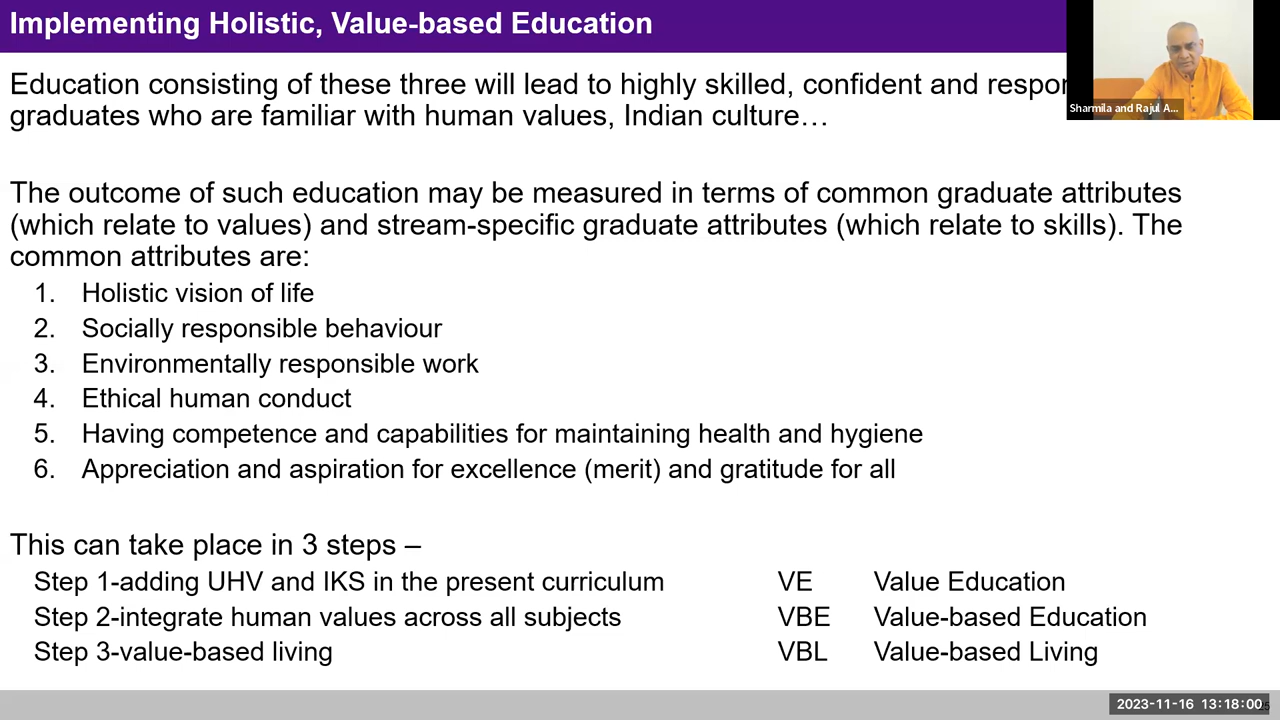 Implementing Holistic, Value-based Education
Education consisting of these three will lead to highly skilled, confident and respon
graduates who are familiar with human values, Indian culture…
Sharmila and Rajul A...
The outcome of such education may be measured in terms of common graduate attributes
(which relate to values) and stream-specific graduate attributes (which relate to skills). The
common attributes are:
1. Holistic vision of life
2. Socially responsible behaviour
3. Environmentally responsible work
4. Ethical human conduct
5. Having competence and capabilities for maintaining health and hygiene
6. Appreciation and aspiration for excellence (merit) and gratitude for all
This can take place in 3 steps –
Step 1-adding UHV and IKS in the present curriculum VE Value Education
Step 2-integrate human values across all subjects VBE Value-based Education
Step 3-value-based living VBL Value-based Living
2023-11-16 13:18:00